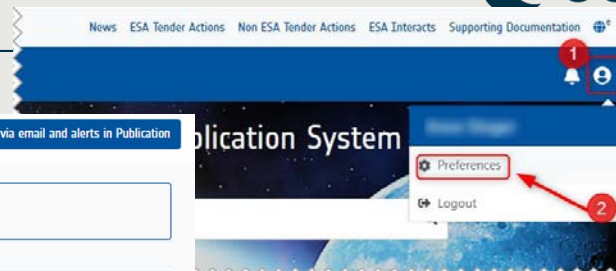 News ESA Tender Actions Non ESA Tender Actions ESA Interacts Supporting Documentation e
1
via email and alerts in Publication
blication System
Preferences
Logout
2